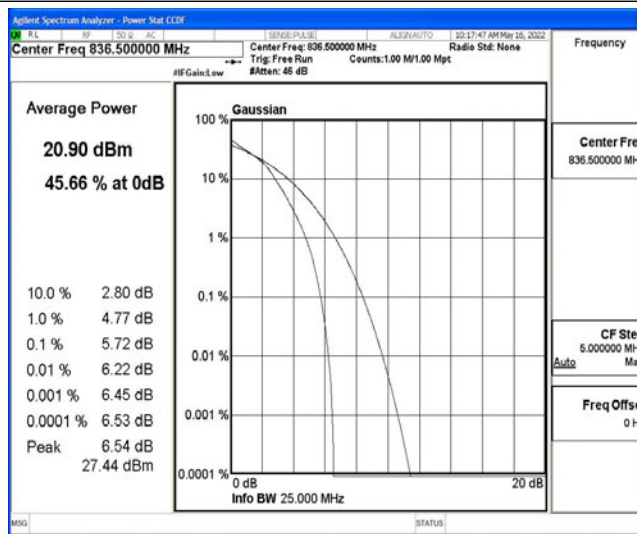 Agilent Spectrum Analyzer - Power Stat CCDF
RL RF 50 Ω AC SENSE:PULSE ALIGN AUTO 10:17:47 AM May 16, 2022
Center Freq 836.500000 MHz Center Freq: 836.500000 MHz Radio Std: None
Trig: Free Run Counts:1.00 M/1.00 Mpt
#IFGain:Low #Atten: 46 dB
Frequency
Average Power
20.90 dBm
45.66 % at 0dB
10.0 % 2.80 dB
1.0 % 4.77 dB
0.1 % 5.72 dB
0.01 % 6.22 dB
0.001 % 6.45 dB
0.0001 % 6.53 dB
Peak 6.54 dB
27.44 dBm
Gaussian
100 %
10 %
1 %
0.1 %
0.01 %
0.001 %
0.0001 %
0 dB 20 dB
Info BW 25.000 MHz
Center Fre
836.500000 MH
CF Ste
5.000000 MH
Auto Ma
Freq Offse
0 H
MSG STATUS